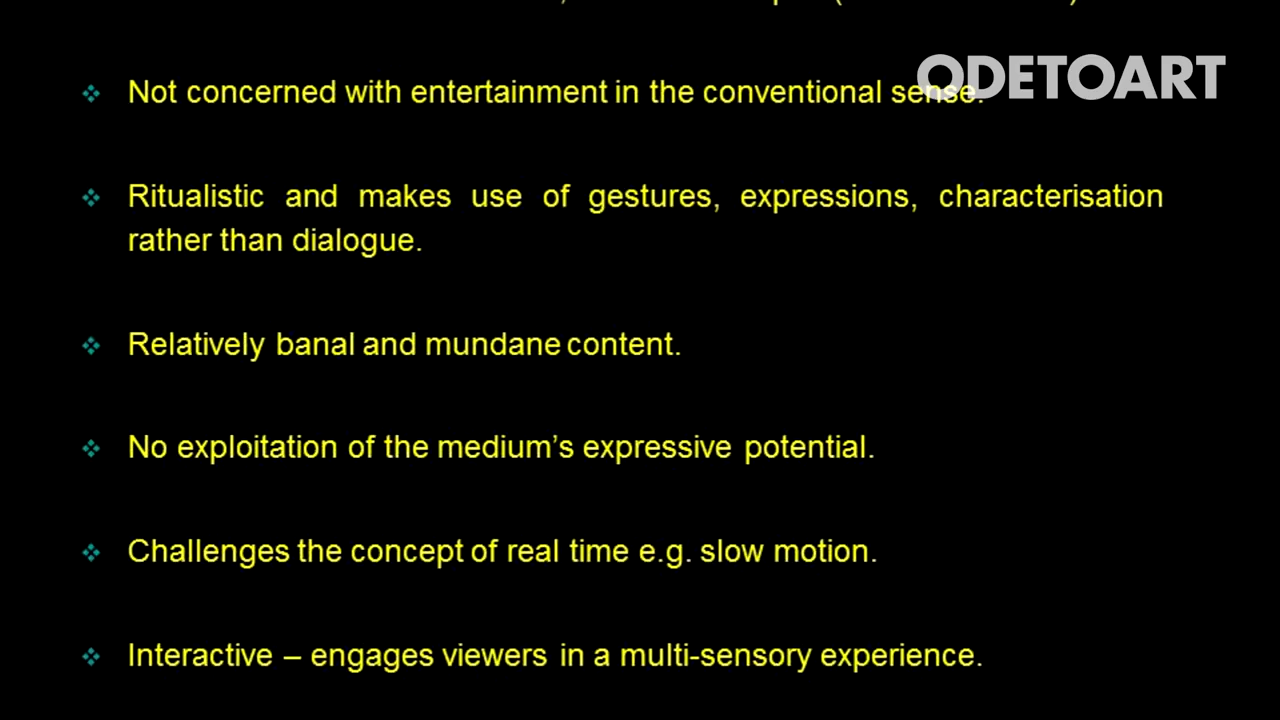 ODETOART
Not concerned with entertainment in the conventional sense.
Ritualistic and makes use of gestures, expressions, characterisation
rather than dialogue.
Relatively banal and mundane content.
No exploitation of the medium’s expressive potential.
Challenges the concept of real time e.g. slow motion.
Interactive – engages viewers in a multi-sensory experience.